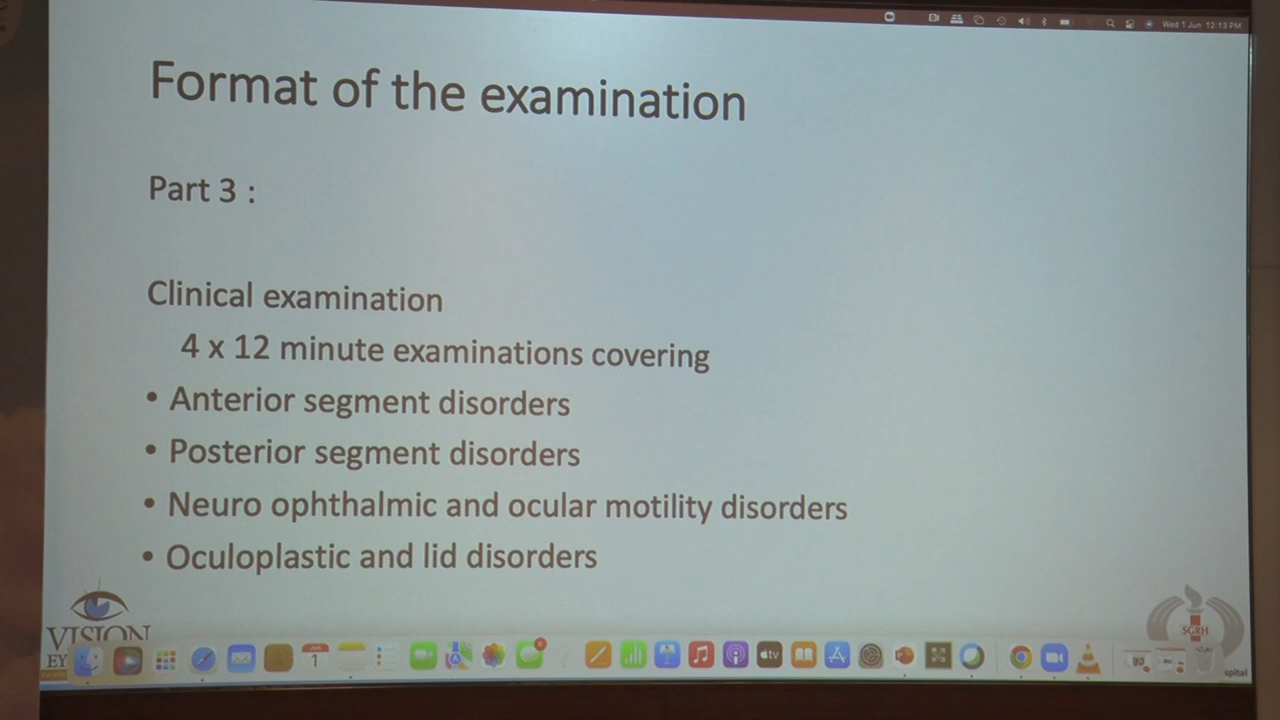 Wed 1 Jun 12:13 PM
Format of the examination
Part 3 :
Clinical examination
4 x 12 minute examinations covering
• Anterior segment disorders
• Posterior segment disorders
• Neuro ophthalmic and ocular motility disorders
• Oculoplastic and lid disorders
VISION
EY
1
tv
SGRH
spital